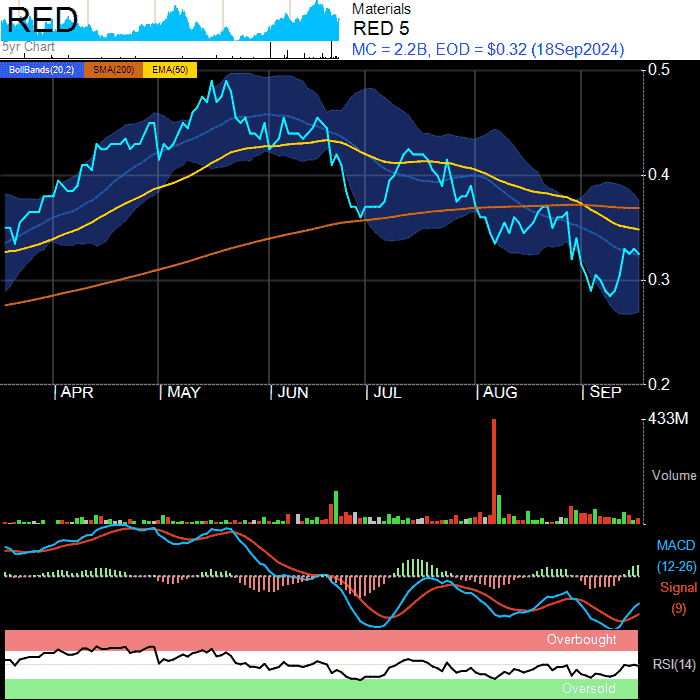 RED
5yr Chart
Materials
RED 5
MC = 2.2B, EOD = $0.32 (18Sep2024)
BollBands(20,2) SMA(200) EMA(50)
0.5
0.4
0.3
0.2
APR MAY JUN JUL AUG SEP
433M
Volume
MACD
(12-26)
Signal
(9)
Overbought
RSI(14)
Oversold